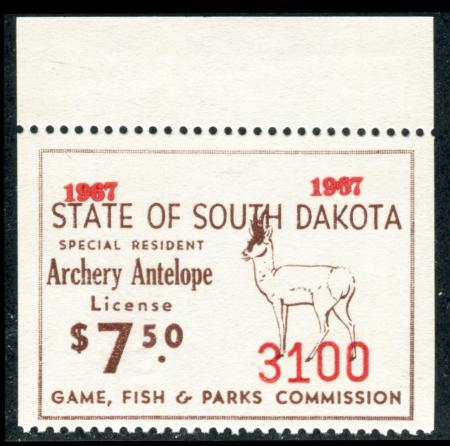 1967 1967
STATE OF SOUTH DAKOTA
SPECIAL RESIDENT
Archery Antelope
License
$7.50
3100
GAME, FISH & PARKS COMMISSION